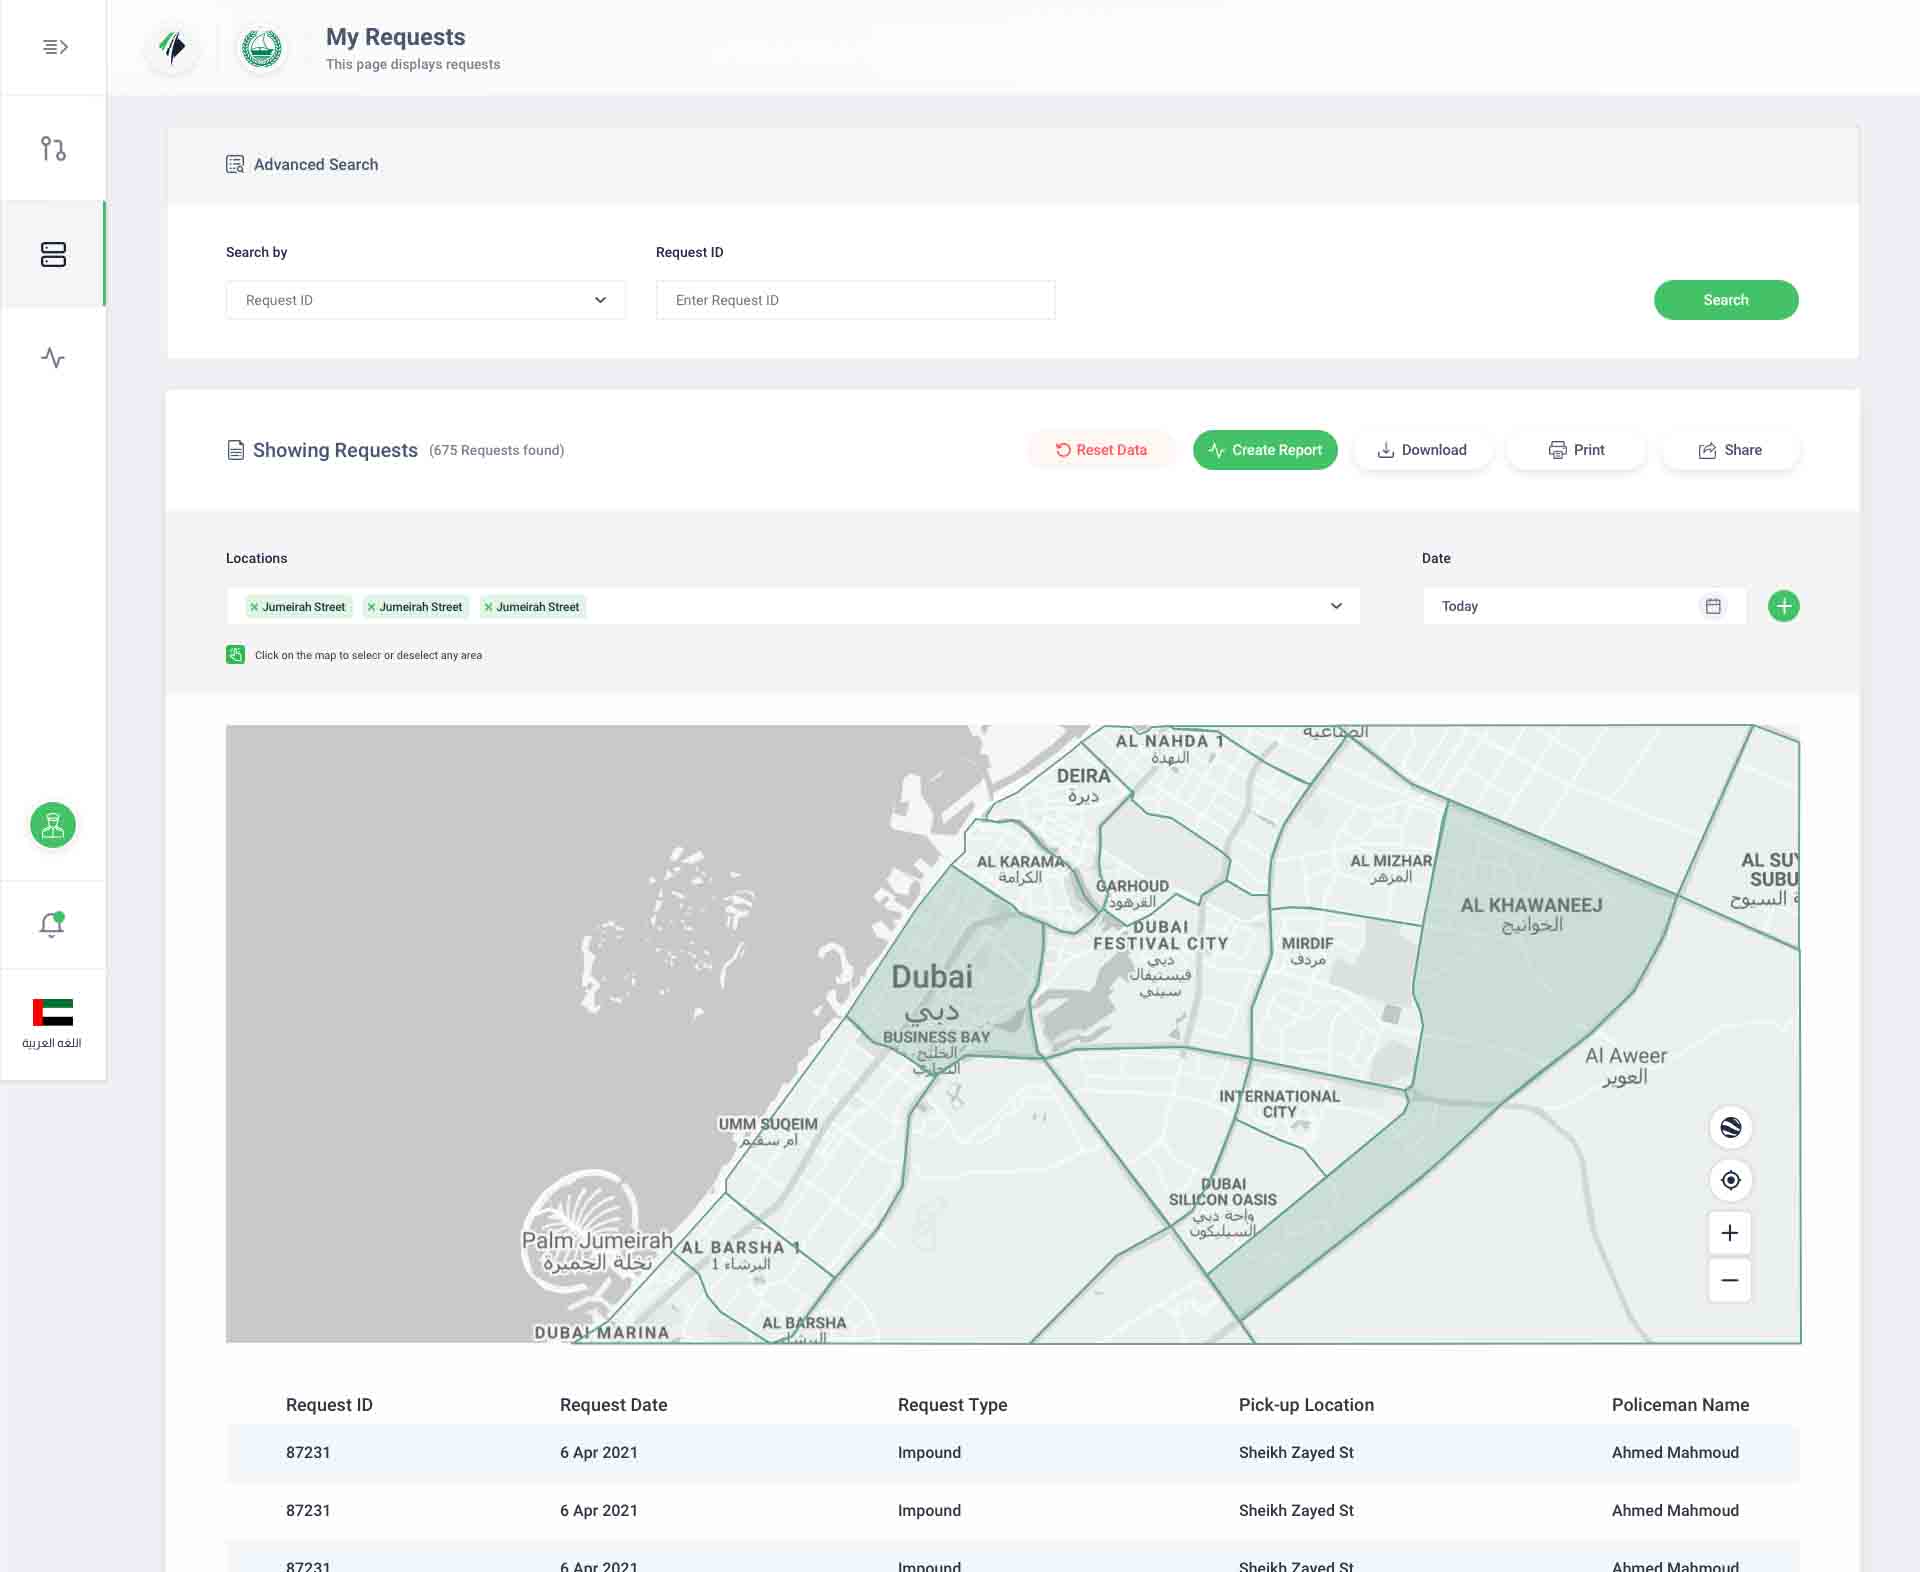 My Requests
This page displays requests
Advanced Search
Search by
Request ID
Request ID
Enter Request ID
Search
Showing Requests (675 Requests found)
Reset Data
Create Report
Download
Print
Share
Locations
Date
× Jumeirah Street × Jumeirah Street × Jumeirah Street
Today
Click on the map to selecr or deselect any area
اللغه العربية
الصناعية
AL NAHDA 1
النهدة
DEIRA
ديرة
AL KARAMA
الكرامة
GARHOUD
القرهود
AL MIZHAR
المزهر
AL SUY
SUBU
ة السيوح
AL KHAWANEEJ
الخوانيج
DUBAI
FESTIVAL CITY
دبي
فيستيفال
سيتي
MIRDIF
مردف
Dubai
دبي
BUSINESS BAY
الخليج
التجاري
Al Aweer
العوير
INTERNATIONAL
CITY
UMM SUQEIM
ام سقيم
DUBAI
SILICON OASIS
واحة دبي
السيليكون
Palm Jumeirah
نخلة الجميرة
AL BARSHA 1
البرشاء 1
AL BARSHA
DUBAI MARINA
Request ID Request Date Request Type Pick-up Location Policeman Name
87231 6 Apr 2021 Impound Sheikh Zayed St Ahmed Mahmoud
87231 6 Apr 2021 Impound Sheikh Zayed St Ahmed Mahmoud
87231 6 Apr 2021 Impound Sheikh Zayed St Ahmed Mahmoud